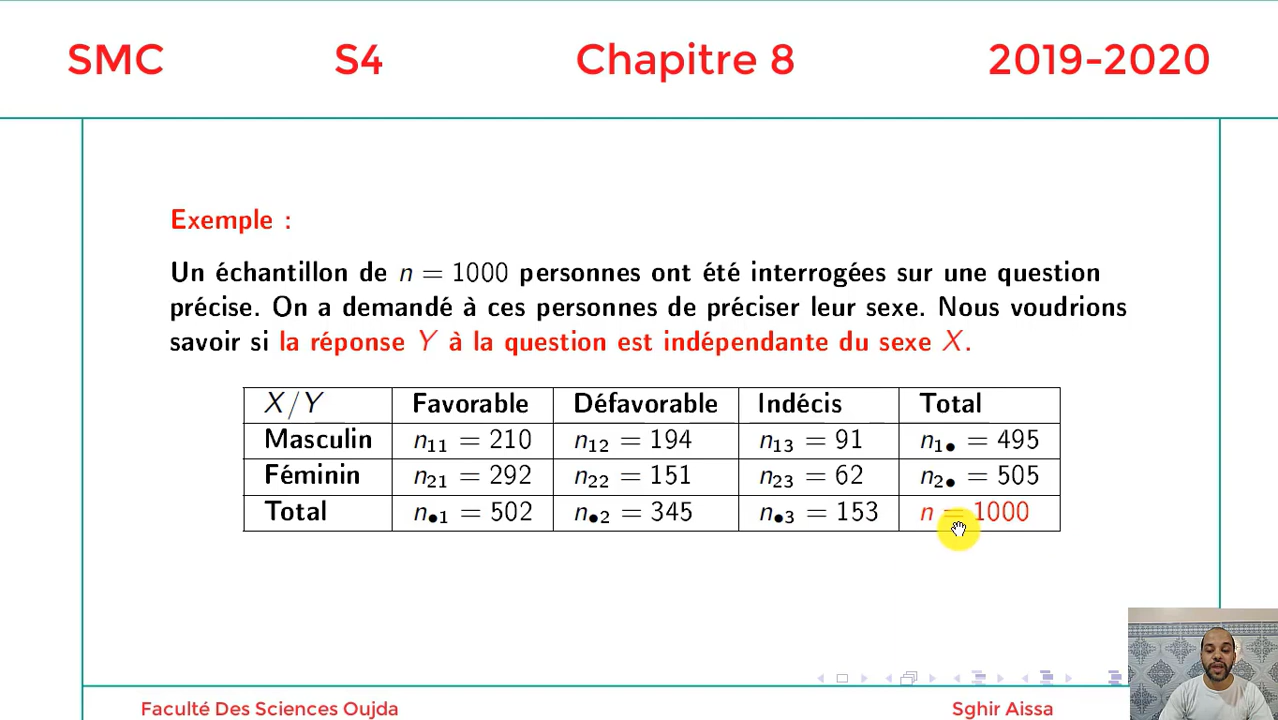 SMC S4 Chapitre 8 2019-2020
Exemple :
Un échantillon de n = 1000 personnes ont été interrogées sur une question
précise. On a demandé à ces personnes de préciser leur sexe. Nous voudrions
savoir si la réponse Y à la question est indépendante du sexe X.
X/Y Favorable Défavorable Indécis Total
Masculin n₁₁ = 210 n₁₂ = 194 n₁₃ = 91 n₁• = 495
Féminin n₂₁ = 292 n₂₂ = 151 n₂₃ = 62 n₂• = 505
Total n•₁ = 502 n•₂ = 345 n•₃ = 153 n = 1000
Faculté Des Sciences Oujda Sghir Aissa